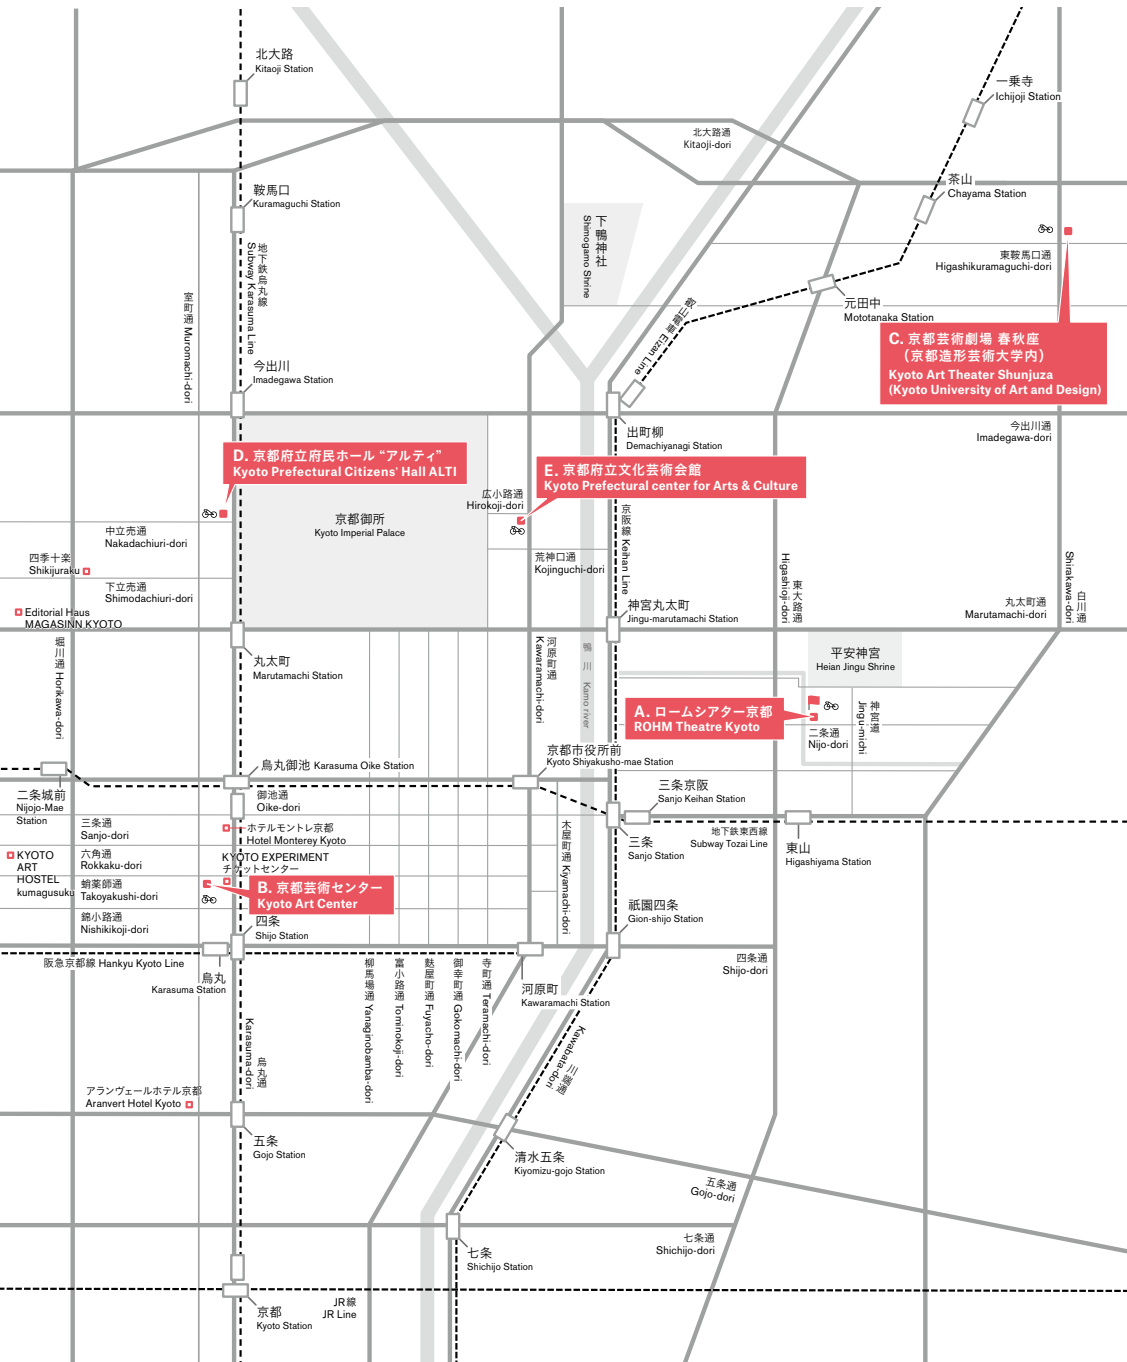 北大路
Kitaoji Station
一乗寺
Ichijoji Station
北大路通
Kitaoji-dori
茶山
Chayama Station
鞍馬口
Kuramaguchi Station
下鴨神社
Shimogamo Shrine
地下鉄烏丸線
Subway Karasuma Line
東鞍馬口通
Higashikuramaguchi-dori
室町通 Muromachi-dori
元田中
Mototanaka Station
叡山電車 Eizan Line
C. 京都芸術劇場 春秋座
（京都造形芸術大学内）
Kyoto Art Theater Shunjuza
(Kyoto University of Art and Design)
今出川
Imadegawa Station
出町柳
Demachiyanagi Station
今出川通
Imadegawa-dori
D. 京都府立府民ホール “アルティ”
Kyoto Prefectural Citizens' Hall ALTI
E. 京都府立文化芸術会館
Kyoto Prefectural center for Arts & Culture
広小路通
Hirokoji-dori
京都御所
Kyoto Imperial Palace
京阪線 Keihan Line
中立売通
Nakadachiuri-dori
荒神口通
Kojinguchi-dori
四季十楽
Shikijuraku
下立売通
Shimodachiuri-dori
東大路通
Higashioji-dori
白川通
Shirakawa-dori
Editorial Haus
MAGASINN KYOTO
神宮丸太町
Jingu-marutamachi Station
丸太町通
Marutamachi-dori
堀川通 Horikawa-dori
丸太町
Marutamachi Station
河原町通
Kawaramachi-dori
鴨川 Kamo river
平安神宮
Heian Jingu Shrine
A. ロームシアター京都
ROHM Theatre Kyoto
二条通
Nijo-dori
神宮道
Jingu-michi
烏丸御池 Karasuma Oike Station
京都市役所前
Kyoto Shiyakusho-mae Station
二条城前
Nijojo-Mae
Station
御池通
Oike-dori
三条京阪
Sanjo Keihan Station
三条通
Sanjo-dori
ホテルモントレ京都
Hotel Monterey Kyoto
木屋町通 Kiyamachi-dori
三条
Sanjo Station
地下鉄東西線
Subway Tozai Line
東山
Higashiyama Station
KYOTO
ART
HOSTEL
kumagusuku
六角通
Rokkaku-dori
KYOTO EXPERIMENT
チケットセンター
蛸薬師通
Takoyakushi-dori
B. 京都芸術センター
Kyoto Art Center
錦小路通
Nishikikoji-dori
四条
Shijo Station
祇園四条
Gion-shijo Station
阪急京都線 Hankyu Kyoto Line
烏丸
Karasuma Station
四条通
Shijo-dori
河原町
Kawaramachi Station
柳馬場通 Yanaginobamba-dori
富小路通 Tominokoji-dori
麩屋町通 Fuyacho-dori
御幸町通 Gokomachi-dori
寺町通 Teramachi-dori
烏丸通
Karasuma-dori
川端通
Kawabata-dori
アランヴェールホテル京都
Aranvert Hotel Kyoto
五条
Gojo Station
清水五条
Kiyomizu-gojo Station
五条通
Gojo-dori
七条
Shichijo Station
七条通
Shichijo-dori
京都
Kyoto Station
JR線
JR Line